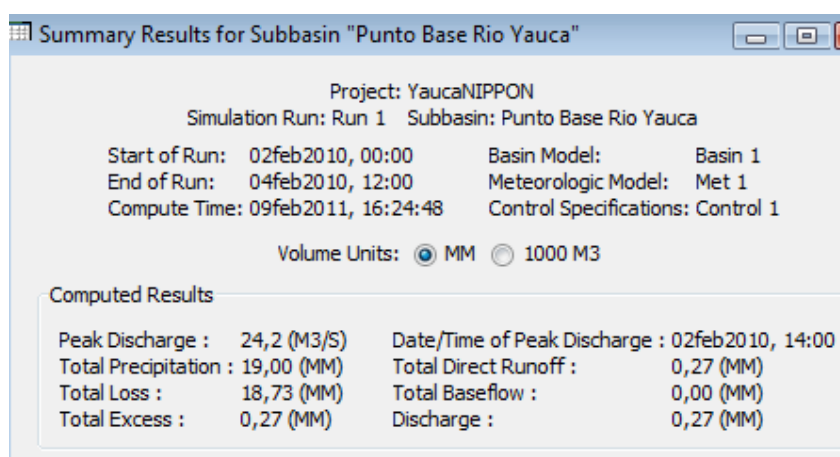 Summary Results for Subbasin "Punto Base Rio Yauca"
Project: YaucaNIPPON
Simulation Run: Run 1 Subbasin: Punto Base Rio Yauca
Start of Run: 02feb2010, 00:00 Basin Model: Basin 1
End of Run: 04feb2010, 12:00 Meteorologic Model: Met 1
Compute Time: 09feb2011, 16:24:48 Control Specifications: Control 1
Volume Units: MM 1000 M3
Computed Results
Peak Discharge : 24,2 (M3/S) Date/Time of Peak Discharge : 02feb2010, 14:00
Total Precipitation : 19,00 (MM) Total Direct Runoff : 0,27 (MM)
Total Loss : 18,73 (MM) Total Baseflow : 0,00 (MM)
Total Excess : 0,27 (MM) Discharge : 0,27 (MM)